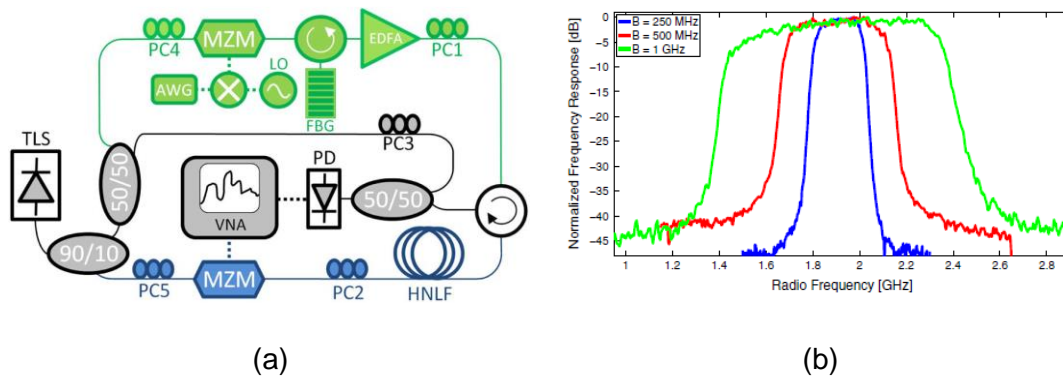 PC4
MZM
EDFA
PC1
AWG
LO
FBG
TLS
50/50
PC3
VNA
PD
50/50
90/10
PC5
MZM
PC2
HNLF
(a)
B = 250 MHz
B = 500 MHz
B = 1 GHz
Normalized Frequency Response [dB]
0
-5
-10
-15
-20
-25
-30
-35
-40
-45
1 1.2 1.4 1.6 1.8 2 2.2 2.4 2.6 2.8
Radio Frequency [GHz]
(b)